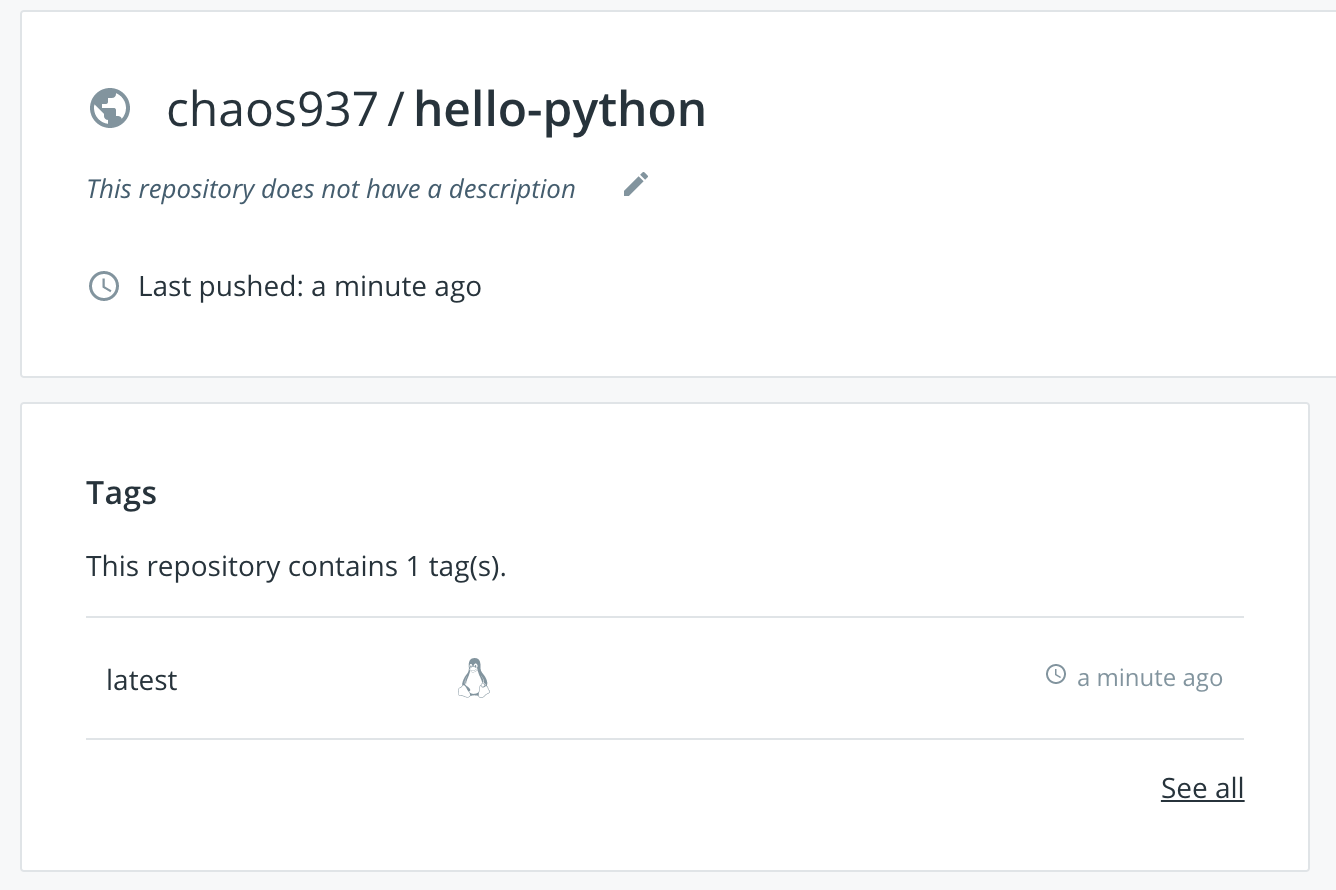 chaos937 / hello-python
This repository does not have a description
Last pushed: a minute ago
Tags
This repository contains 1 tag(s).
latest a minute ago
See all